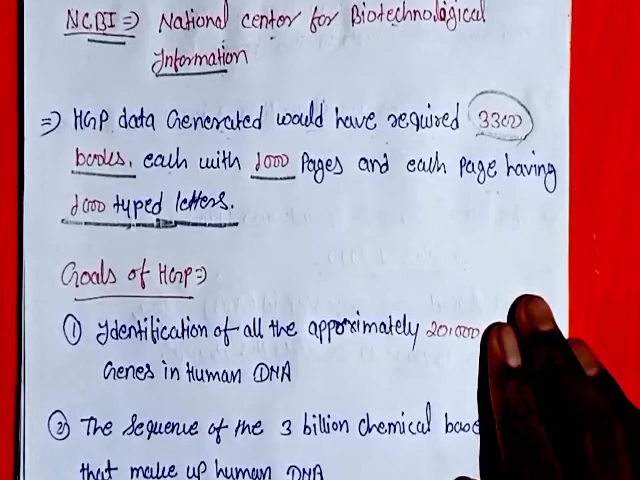 NCBI ⇒ National center for Biotechnological
Information
⇒ HGP data Generated would have required 3300
books, each with 1000 pages and each page having
1000 typed letters.
Goals of HGP ⇒
① Identification of all the approximately 20,000
Genes in Human DNA
② The sequence of the 3 billion chemical base
that make up human DNA